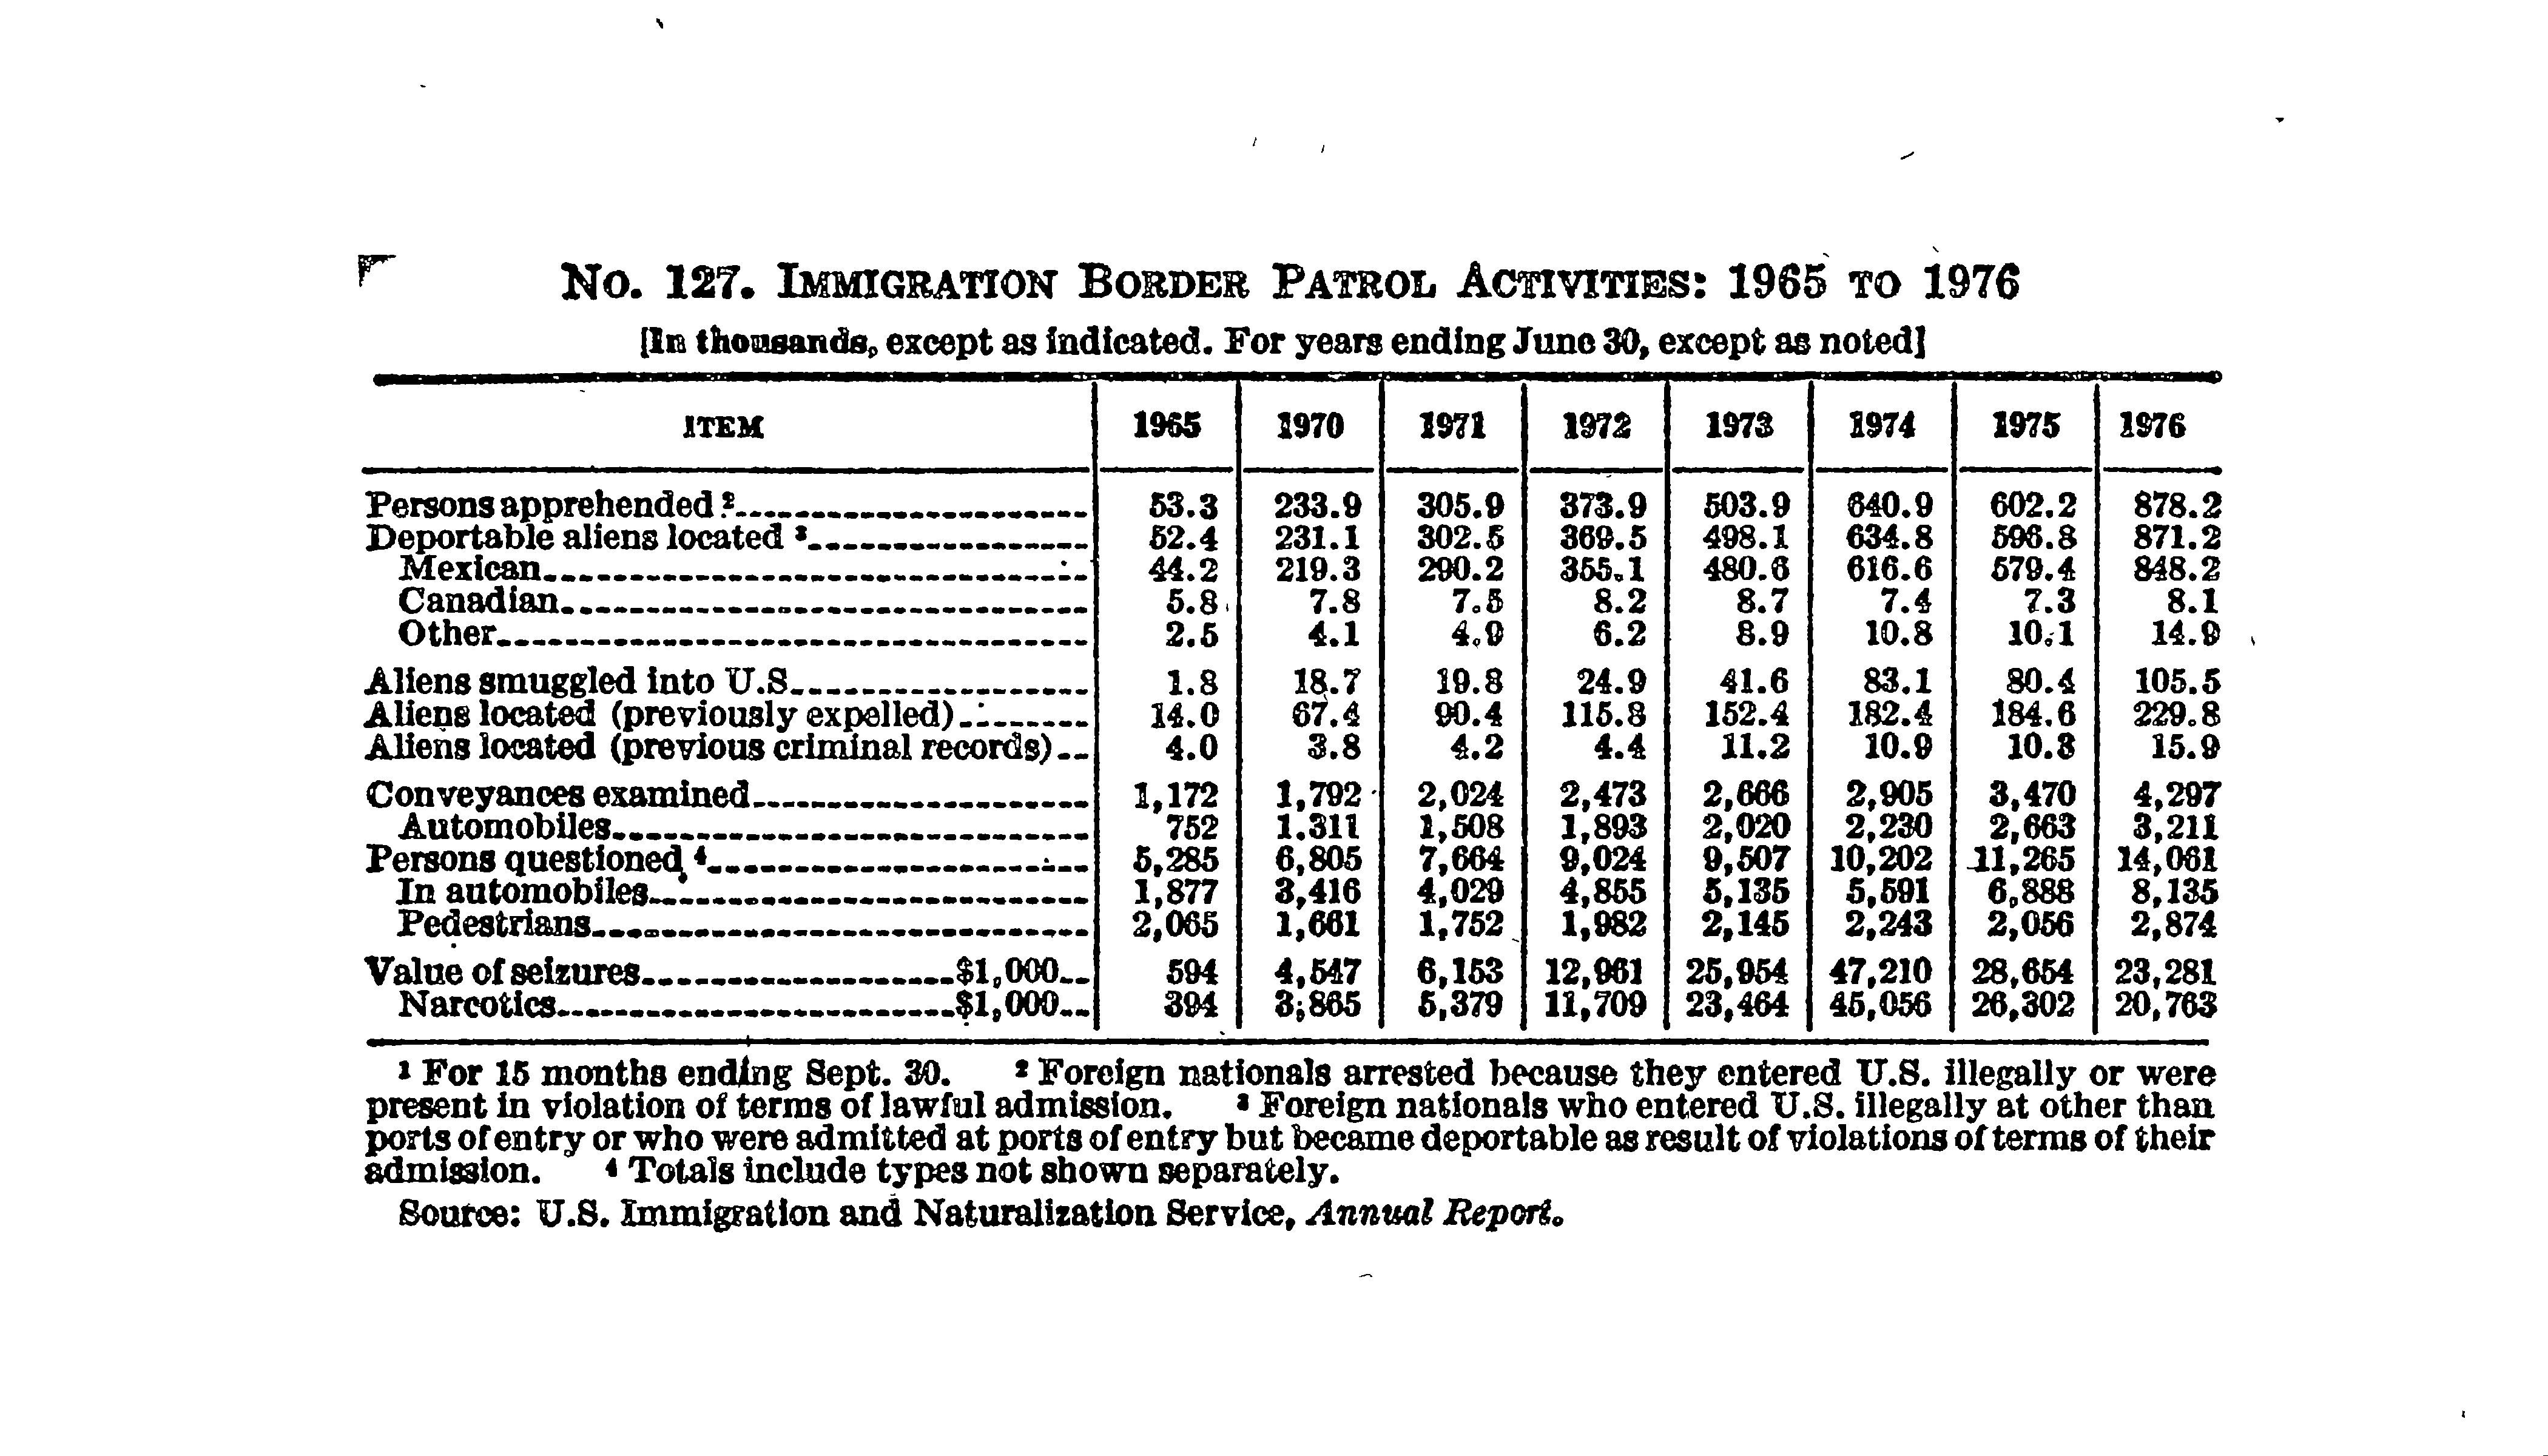 No. 127. Immigration Border Patrol Activities: 1965 to 1976
[In thousands, except as indicated. For years ending June 30, except as noted]
ITEM 1965 1970 1971 1972 1973 1974 1975 1976
Persons apprehended ² 53.3 233.9 305.9 373.9 503.9 640.9 602.2 878.2
Deportable aliens located ³ 52.4 231.1 302.5 369.5 498.1 634.8 596.8 871.2
Mexican 44.2 219.3 290.2 355.1 480.6 616.6 579.4 848.2
Canadian 5.8 7.8 7.5 8.2 8.7 7.4 7.3 8.1
Other 2.5 4.1 4.9 6.2 8.9 10.8 10.1 14.9
Aliens smuggled into U.S. 1.8 18.7 19.8 24.9 41.6 83.1 80.4 105.5
Aliens located (previously expelled) 14.0 67.4 90.4 115.8 152.4 182.4 184.6 229.8
Aliens located (previous criminal records) 4.0 3.8 4.2 4.4 11.2 10.9 10.8 15.9
Conveyances examined 1,172 1,792 2,024 2,473 2,666 2,905 3,470 4,297
Automobiles 752 1.311 1,508 1,893 2,020 2,230 2,663 3,211
Persons questioned ⁴ 5,285 6,805 7,664 9,024 9,507 10,202 11,265 14,061
In automobiles 1,877 3,416 4,029 4,855 5,135 5,591 6,888 8,135
Pedestrians 2,065 1,661 1,752 1,982 2,145 2,243 2,056 2,874
Value of seizures $1,000 594 4,547 6,153 12,961 25,954 47,210 28,654 23,281
Narcotics $1,000 394 3,865 5,379 11,709 23,464 45,056 26,302 20,763
¹ For 15 months ending Sept. 30. ² Foreign nationals arrested because they entered U.S. illegally or were
present in violation of terms of lawful admission. ³ Foreign nationals who entered U.S. illegally at other than
ports of entry or who were admitted at ports of entry but became deportable as result of violations of terms of their
admission. ⁴ Totals include types not shown separately.
Source: U.S. Immigration and Naturalization Service, Annual Report.